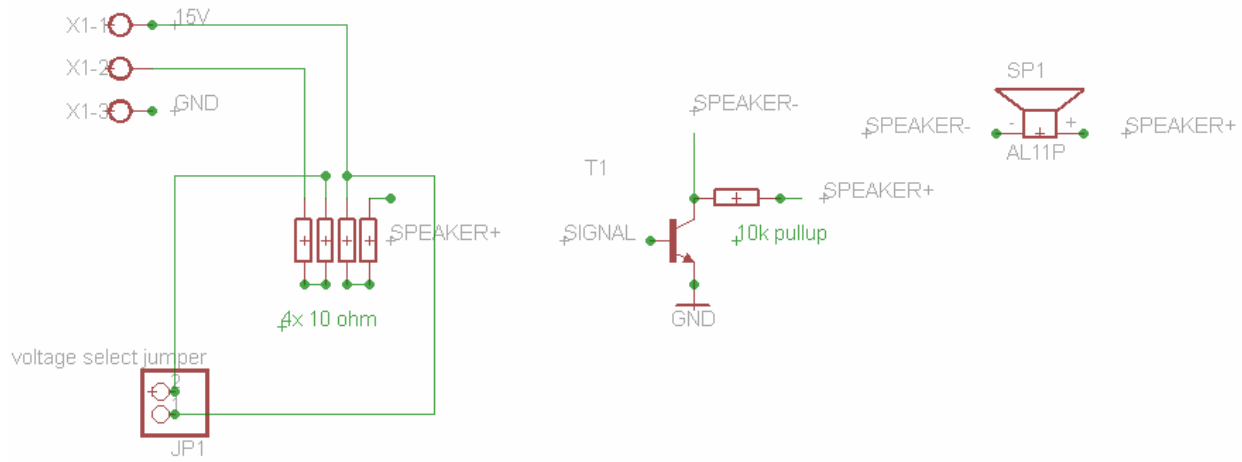 X1-1
15V
X1-2
X1-3
GND
SPEAKER+
4x 10 ohm
voltage select jumper
JP1
SPEAKER-
T1
SPEAKER+
SIGNAL
10k pullup
GND
SP1
SPEAKER-
-
+
SPEAKER+
AL11P